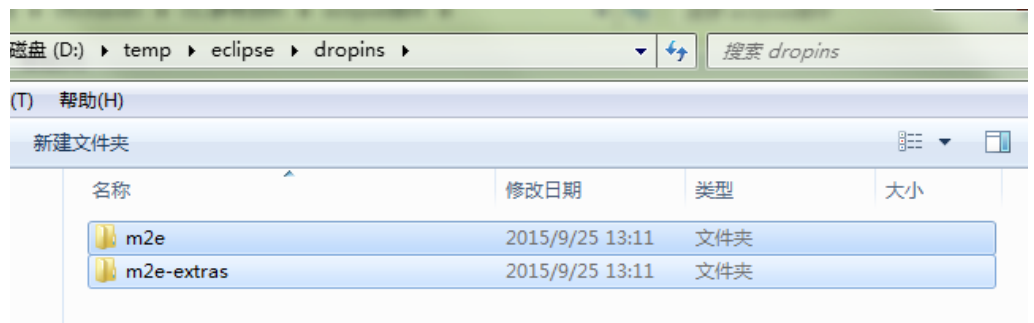 磁盘 (D:) ▸ temp ▸ eclipse ▸ dropins ▸ 搜索 dropins
(T) 帮助(H)
新建文件夹
名称 修改日期 类型 大小
m2e 2015/9/25 13:11 文件夹
m2e-extras 2015/9/25 13:11 文件夹